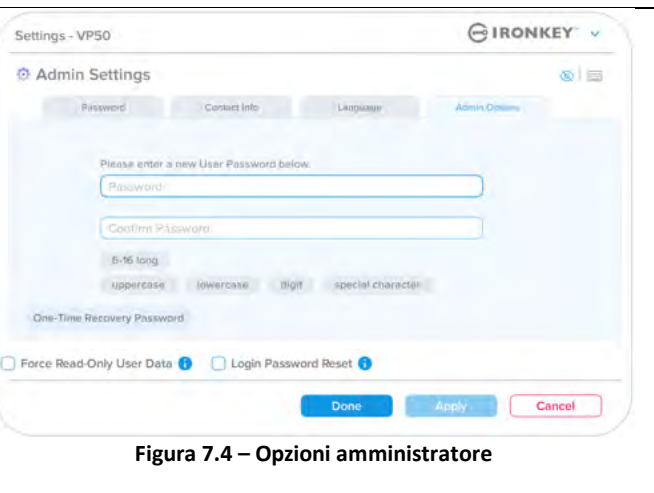 Settings - VP50
IRONKEY
Admin Settings
Password Contact Info Language Admin Options
Please enter a new User Password below.
Password
Confirm Password
6-16 long
uppercase lowercase digit special character
One-Time Recovery Password
Force Read-Only User Data Login Password Reset
Done Apply Cancel
Figura 7.4 – Opzioni amministratore